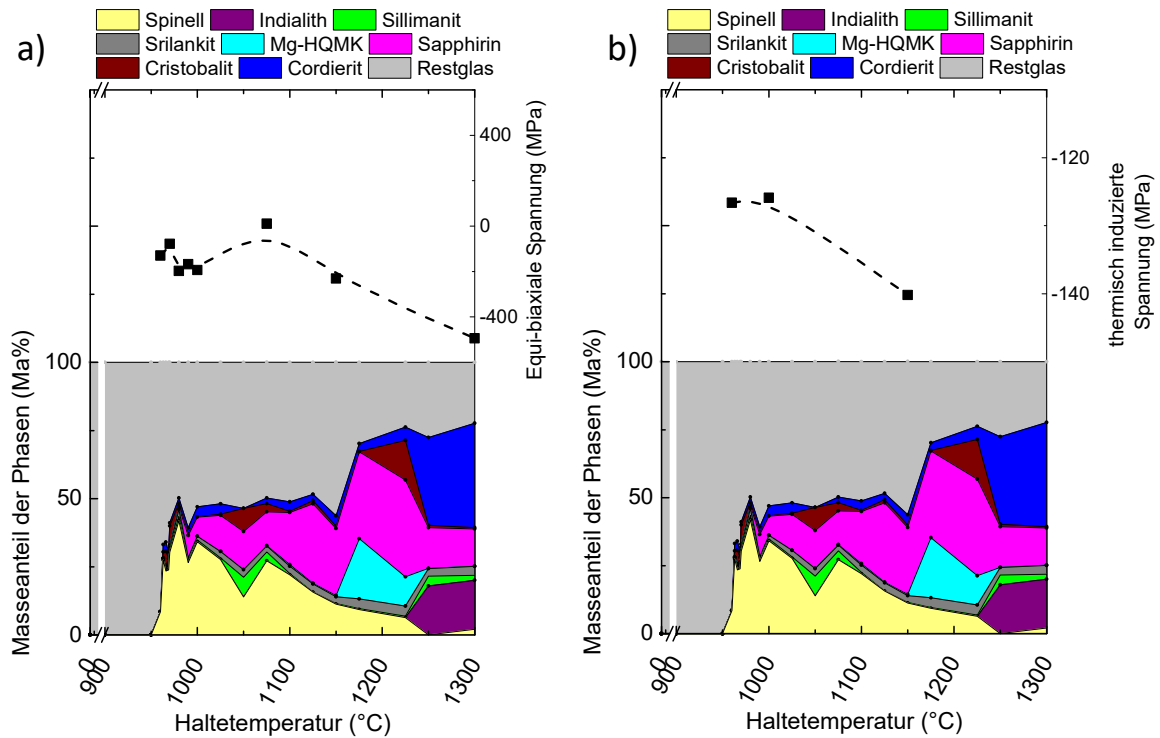 Spinell Indialith Sillimanit
Srilankit Mg-HQMK Sapphirin
Cristobalit Cordierit Restglas
a)
400
0
-400
Equi-biaxiale Spannung (MPa)
100
50
0
Masseanteil der Phasen (Ma%)
0 900 1000 1100 1200 1300
Haltetemperatur (°C)
Spinell Indialith Sillimanit
Srilankit Mg-HQMK Sapphirin
Cristobalit Cordierit Restglas
b)
-120
-140
thermisch induzierte
Spannung (MPa)
100
50
0
Masseanteil der Phasen (Ma%)
0 900 1000 1100 1200 1300
Haltetemperatur (°C)